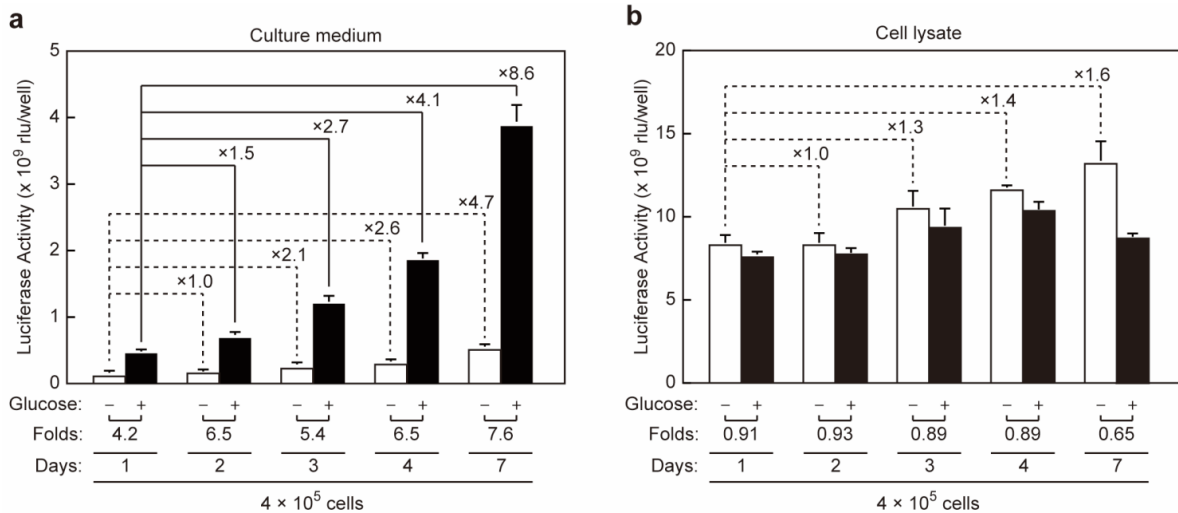 a
Culture medium
Luciferase Activity (x 10⁹ rlu/well)
5
4
3
2
1
0
×8.6
×4.1
×2.7
×1.5
×4.7
×2.6
×2.1
×1.0
Glucose: − + − + − + − + − +
Folds: 4.2 6.5 5.4 6.5 7.6
Days: 1 2 3 4 7
4 × 10⁵ cells
b
Cell lysate
Luciferase Activity (x 10⁹ rlu/well)
20
15
10
5
0
×1.6
×1.4
×1.3
×1.0
Glucose: − + − + − + − + − +
Folds: 0.91 0.93 0.89 0.89 0.65
Days: 1 2 3 4 7
4 × 10⁵ cells